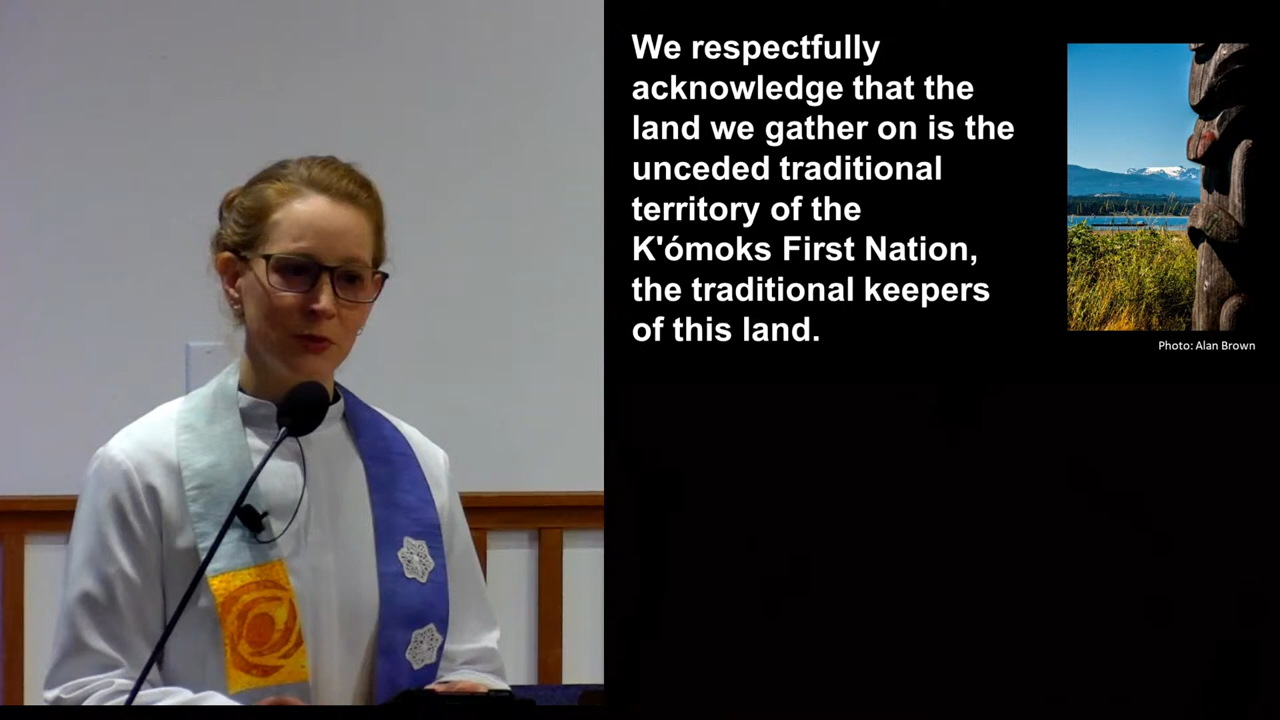 We respectfully
acknowledge that the
land we gather on is the
unceded traditional
territory of the
K'ómoks First Nation,
the traditional keepers
of this land.
Photo: Alan Brown